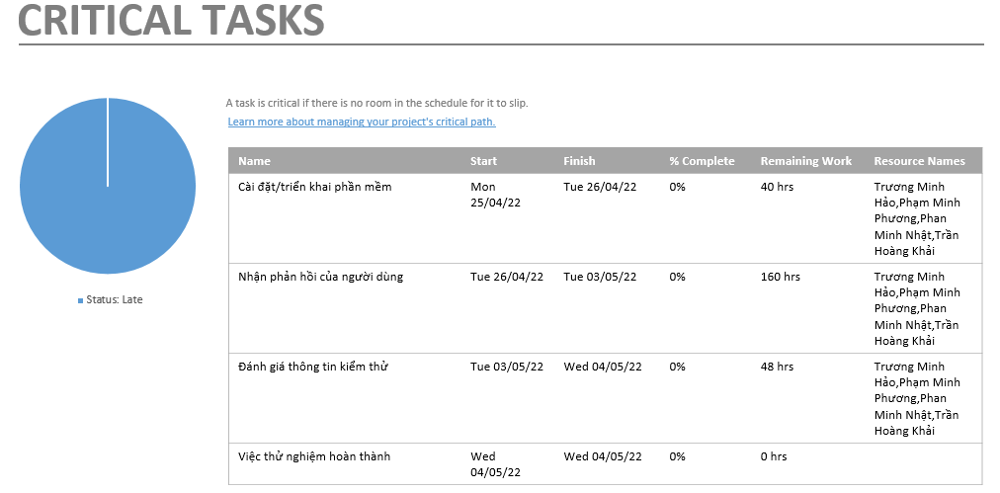 CRITICAL TASKS
A task is critical if there is no room in the schedule for it to slip.
Learn more about managing your project's critical path.
Status: Late
Name Start Finish % Complete Remaining Work Resource Names
Cài đặt/triển khai phần mềm Mon Tue 26/04/22 0% 40 hrs Trương Minh
25/04/22 Hảo,Phạm Minh
Phương,Phan
Minh Nhật,Trần
Hoàng Khải
Nhận phản hồi của người dùng Tue 26/04/22 Tue 03/05/22 0% 160 hrs Trương Minh
Hảo,Phạm Minh
Phương,Phan
Minh Nhật,Trần
Hoàng Khải
Đánh giá thông tin kiểm thử Tue 03/05/22 Wed 04/05/22 0% 48 hrs Trương Minh
Hảo,Phạm Minh
Phương,Phan
Minh Nhật,Trần
Hoàng Khải
Việc thử nghiệm hoàn thành Wed Wed 04/05/22 0% 0 hrs
04/05/22